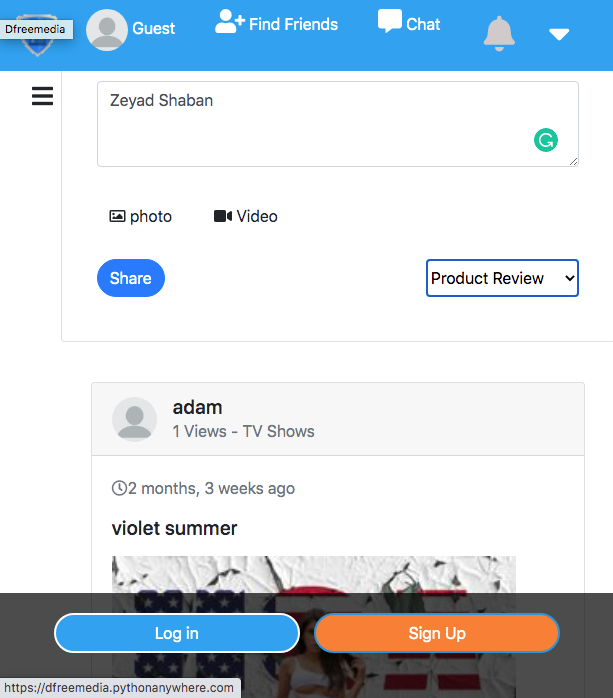 Dfreemedia
Guest
Find Friends
Chat
Zeyad Shaban
photo
Video
Share
Product Review
adam
1 Views - TV Shows
2 months, 3 weeks ago
violet summer
Log in
Sign Up
https://dfreemedia.pythonanywhere.com